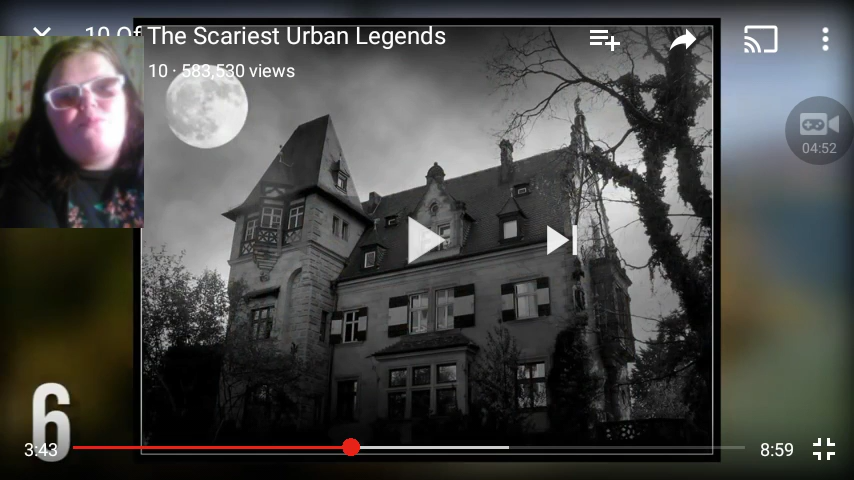 10 Of The Scariest Urban Legends
10 · 583,530 views
04:52
6
3:43
8:59